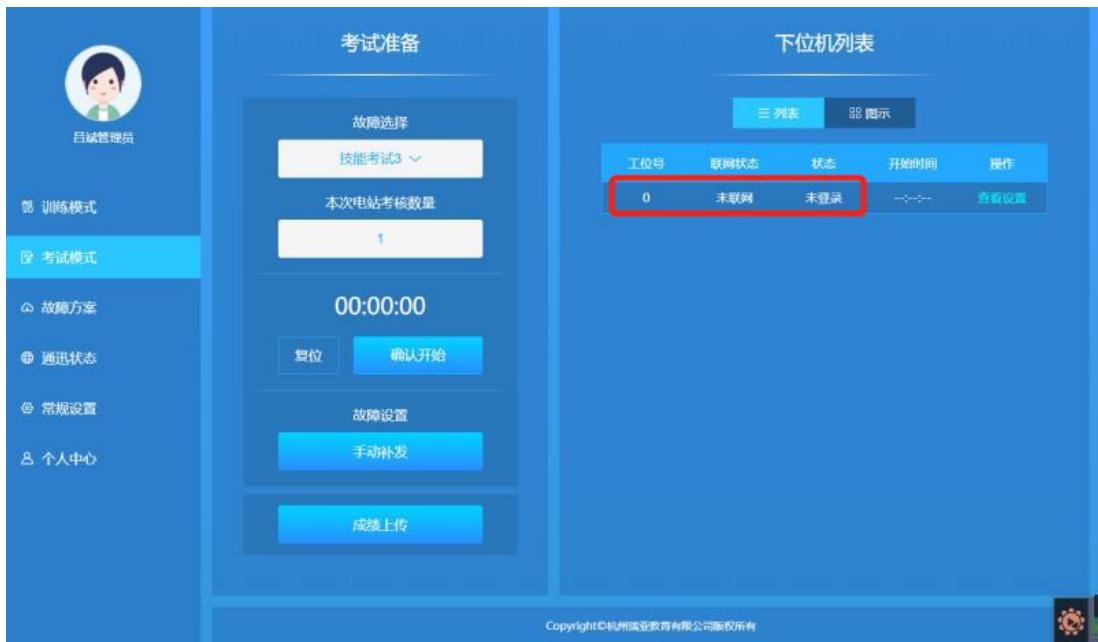 吕斌管理员
训练模式
考试模式
故障方案
通迅状态
常规设置
个人中心
考试准备
故障选择
技能考试3
本次电站考核数量
1
00:00:00
复位
确认开始
故障设置
手动补发
成绩上传
下位机列表
列表 图示
工位号 联网状态 状态 开始时间 操作
0 未联网 未登录 --:--:-- 查看设置
Copyright©杭州瑞亚教育有限公司版权所有